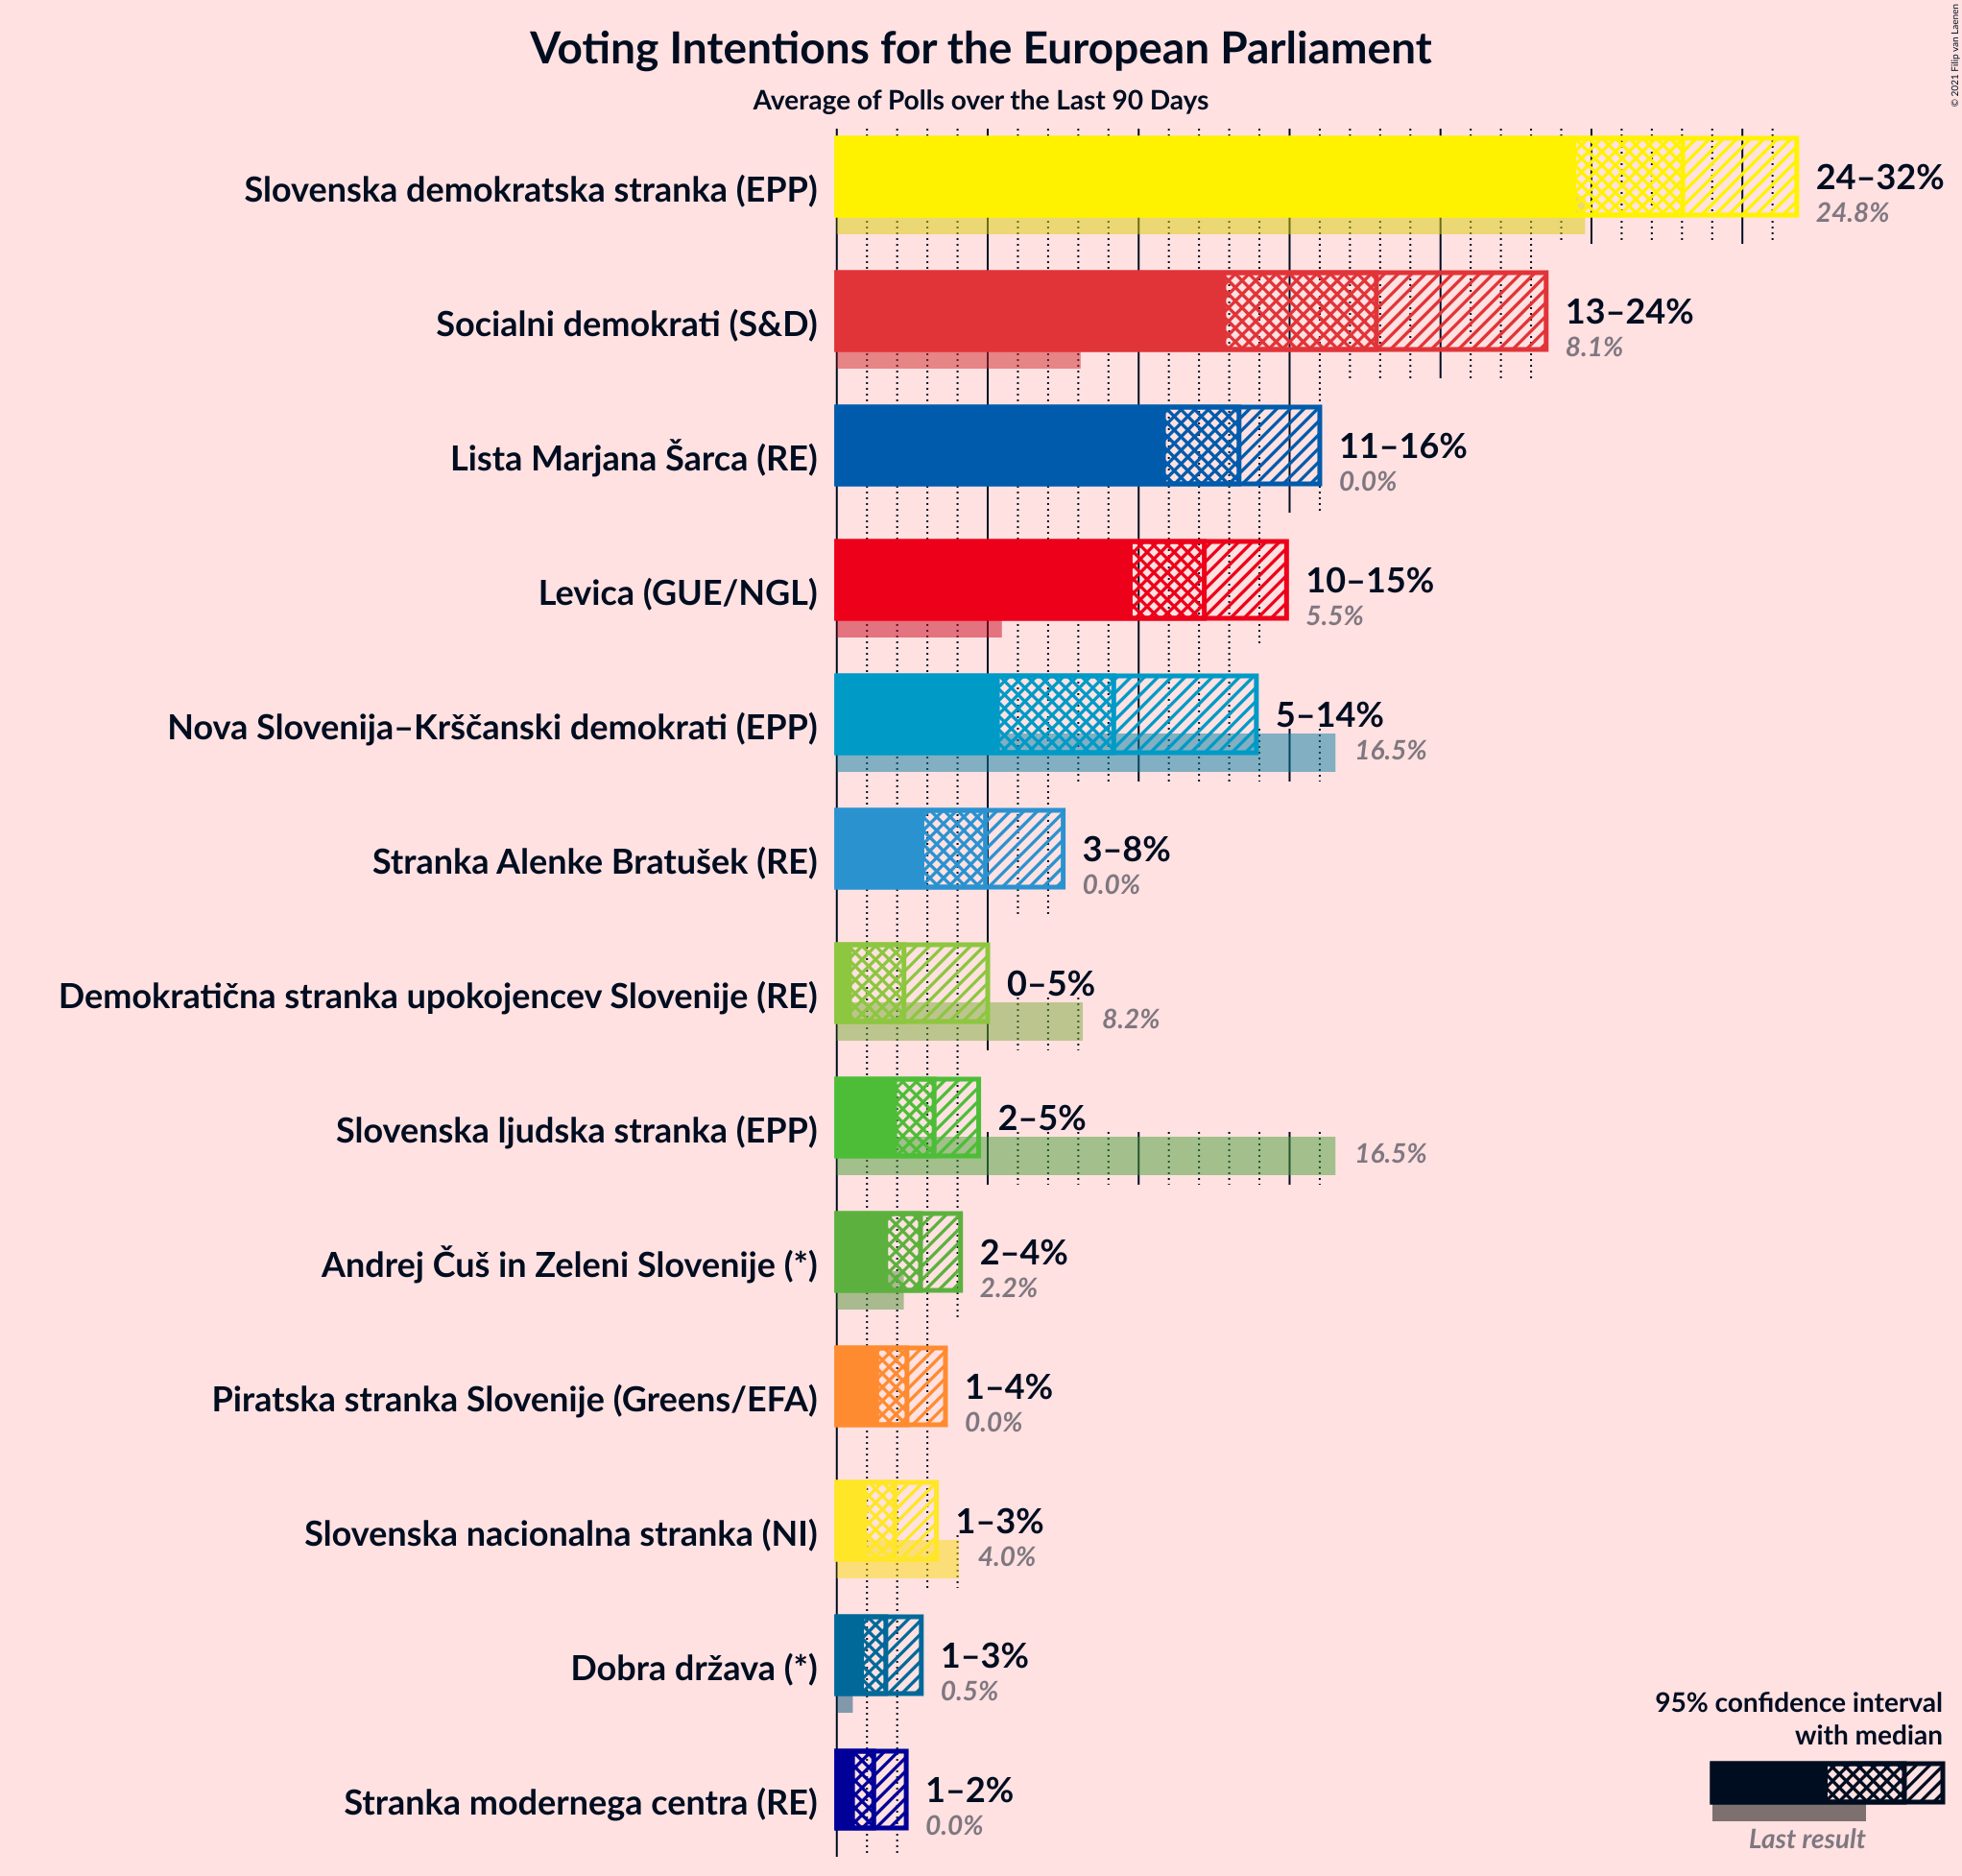 Voting Intentions for the European Parliament
Average of Polls over the Last 90 Days
© 2021 Filip van Laenen
Slovenska demokratska stranka (EPP)
24–32%
24.8%
Socialni demokrati (S&D)
13–24%
8.1%
Lista Marjana Šarca (RE)
11–16%
0.0%
Levica (GUE/NGL)
10–15%
5.5%
Nova Slovenija–Krščanski demokrati (EPP)
5–14%
16.5%
Stranka Alenke Bratušek (RE)
3–8%
0.0%
Demokratična stranka upokojencev Slovenije (RE)
0–5%
8.2%
Slovenska ljudska stranka (EPP)
2–5%
16.5%
Andrej Čuš in Zeleni Slovenije (*)
2–4%
2.2%
Piratska stranka Slovenije (Greens/EFA)
1–4%
0.0%
Slovenska nacionalna stranka (NI)
1–3%
4.0%
Dobra država (*)
1–3%
0.5%
Stranka modernega centra (RE)
1–2%
0.0%
95% confidence interval
with median
Last result